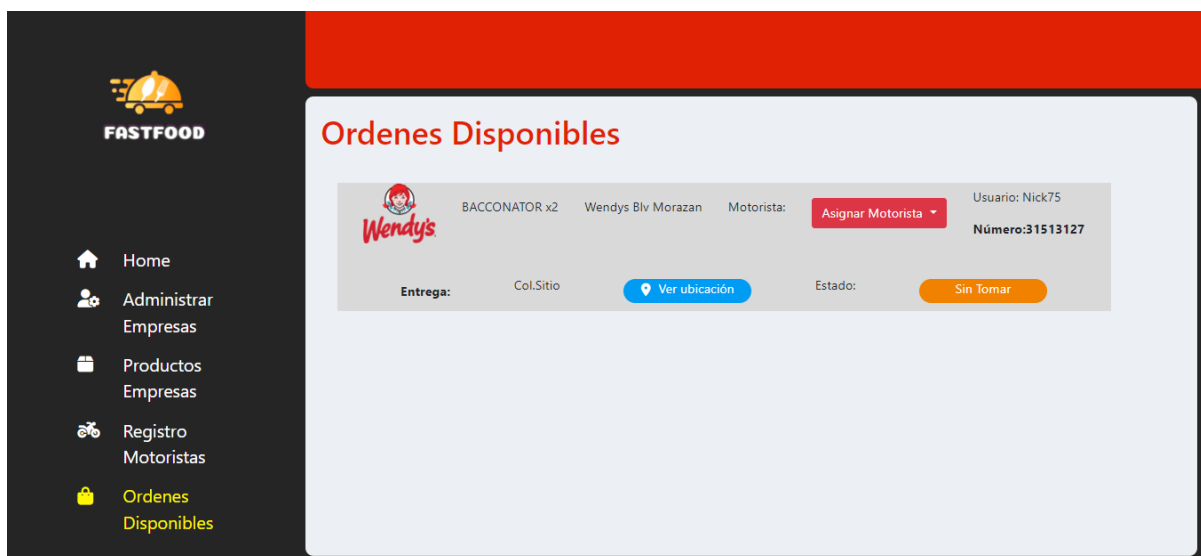 FASTFOOD
Home
Administrar
Empresas
Productos
Empresas
Registro
Motoristas
Ordenes
Disponibles
Ordenes Disponibles
Wendy's
BACCONATOR x2
Wendys Blv Morazan
Motorista:
Asignar Motorista
Usuario: Nick75
Número:31513127
Entrega:
Col.Sitio
Ver ubicación
Estado:
Sin Tomar